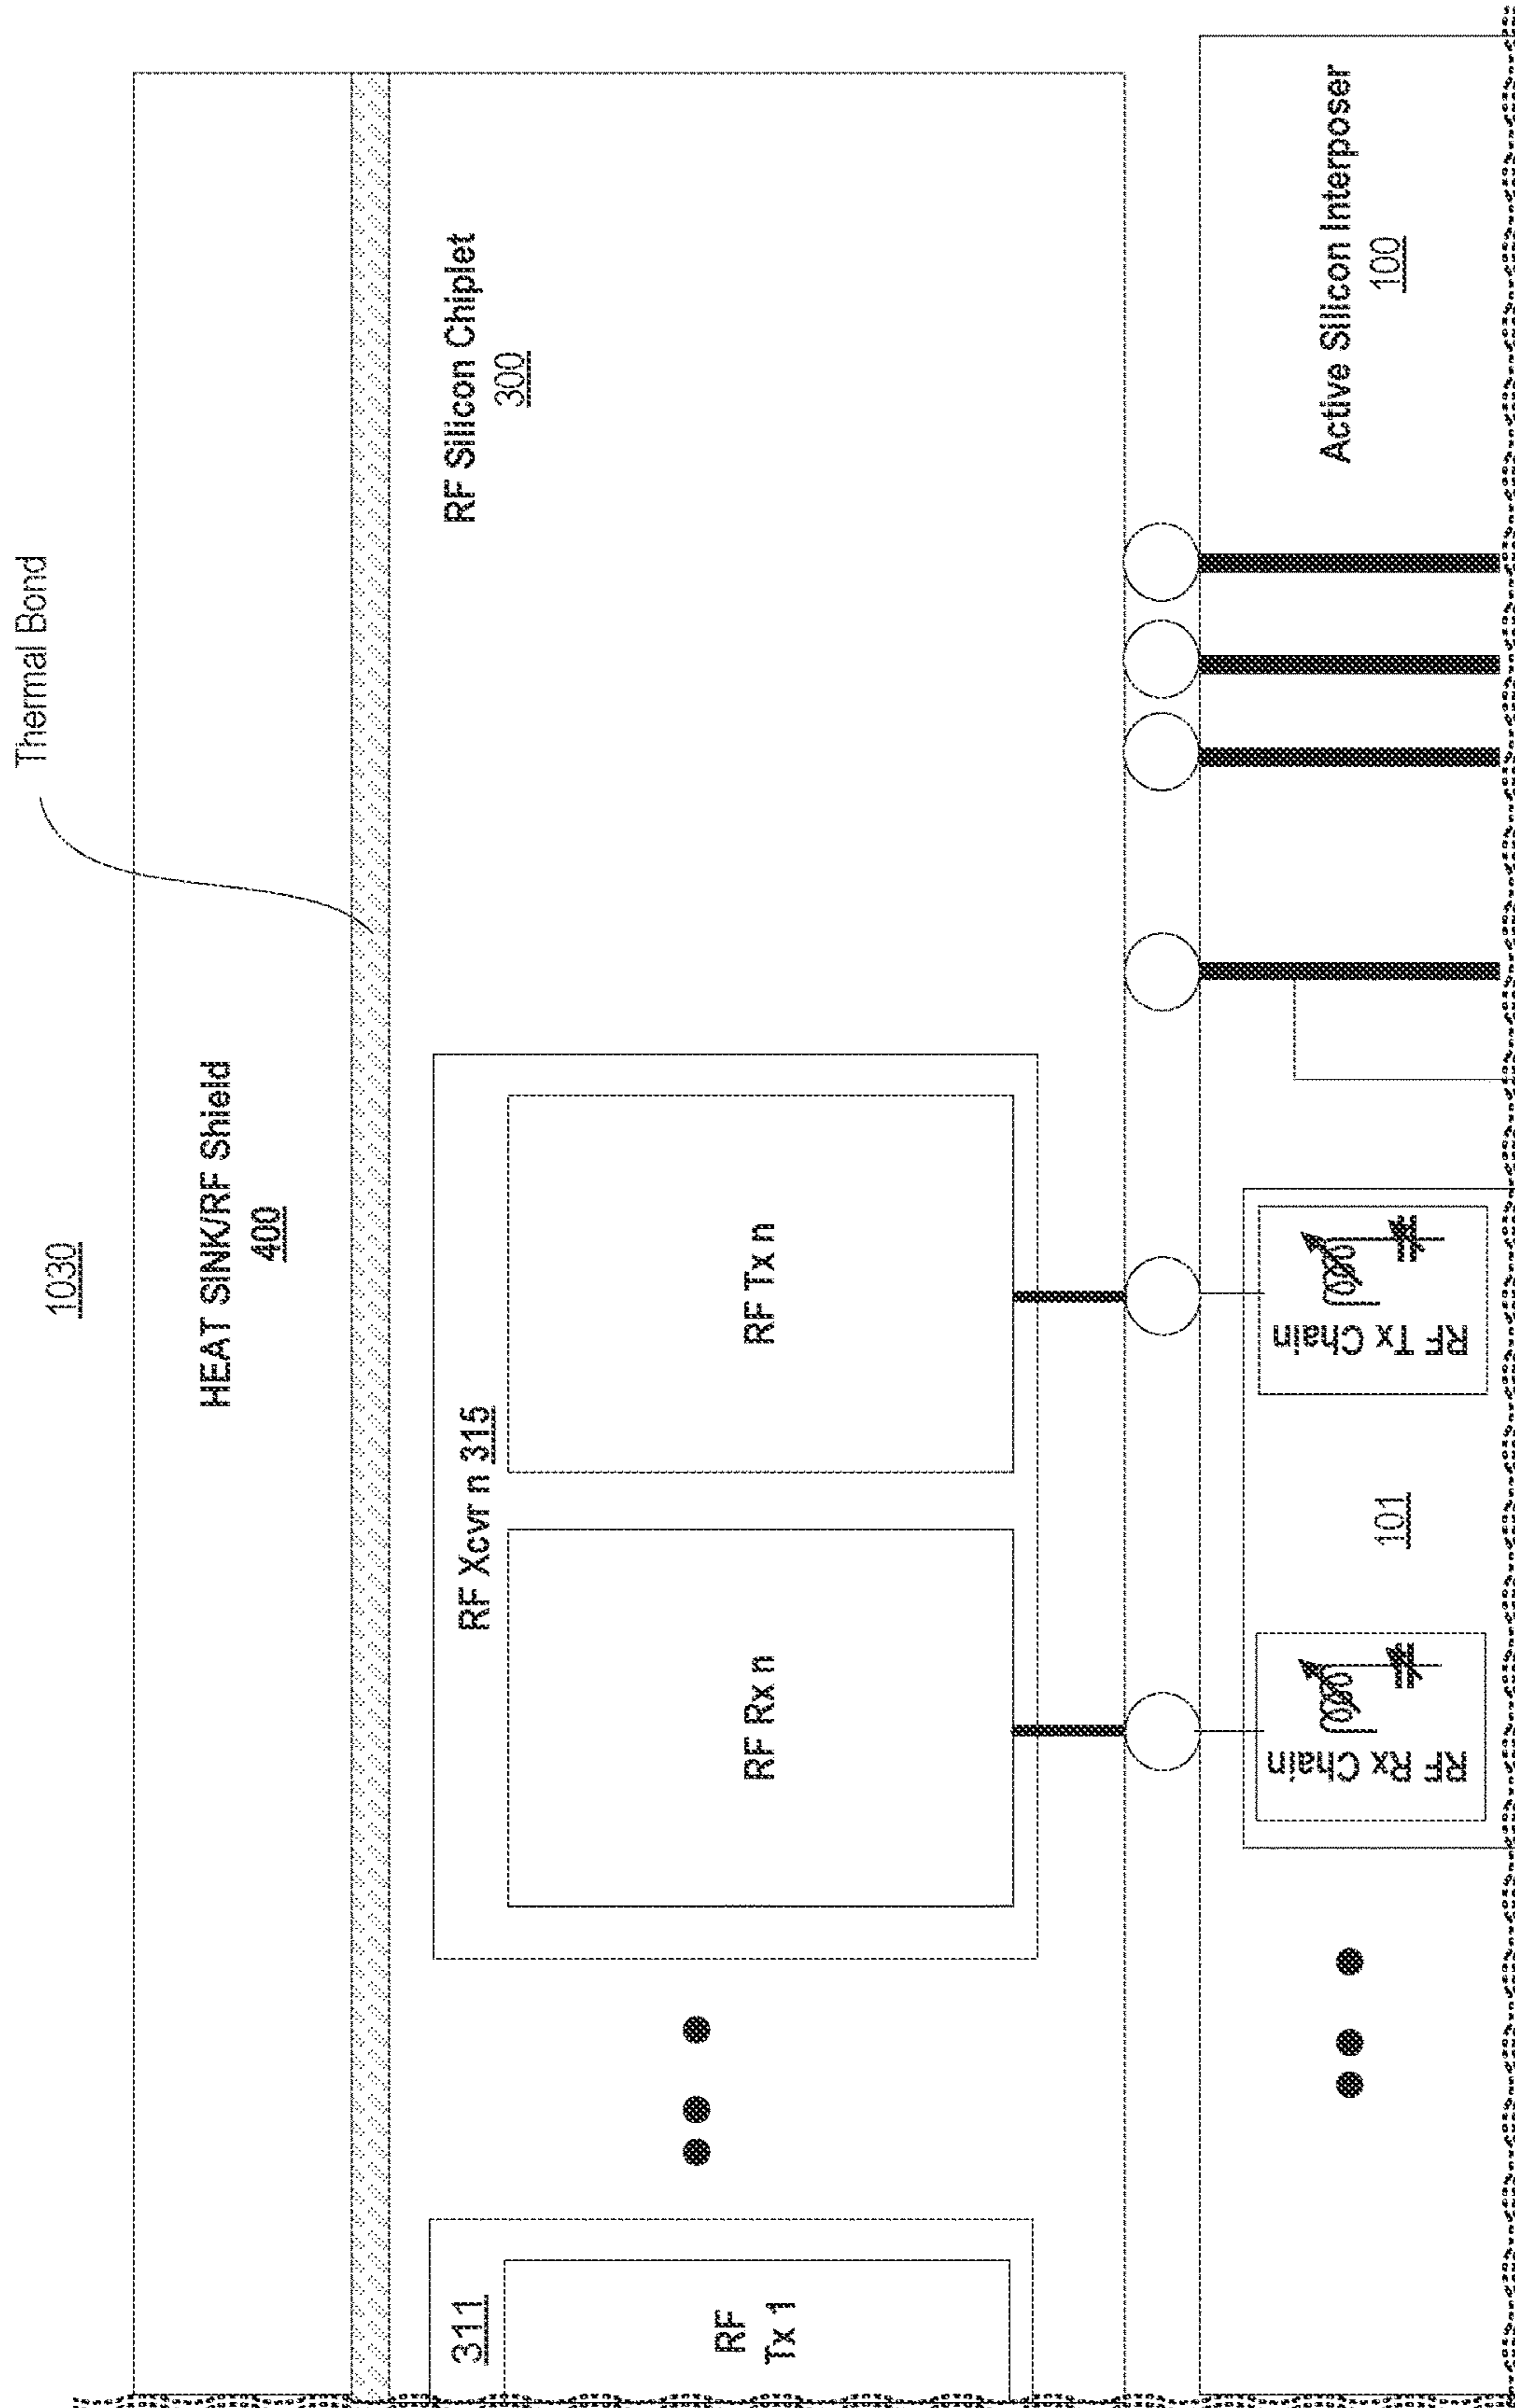 1030
Thermal Bond
HEAT SINK/RF Shield
400
RF Silicon Chiplet
300
311
RF
Tx 1
RF Xcvr n 315
RF Rx n
RF Tx n
RF Rx Chain
RF Tx Chain
101
Active Silicon Interposer
100